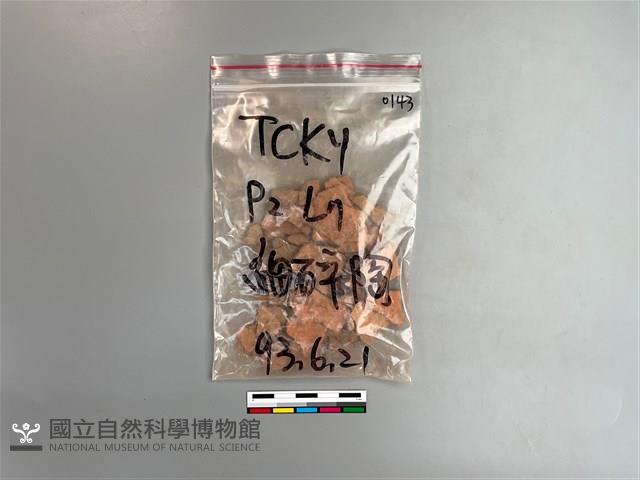 0143
TCKY
P2 L7
細碎陶
93,6,21
國立自然科學博物館
NATIONAL MUSEUM OF NATURAL SCIENCE